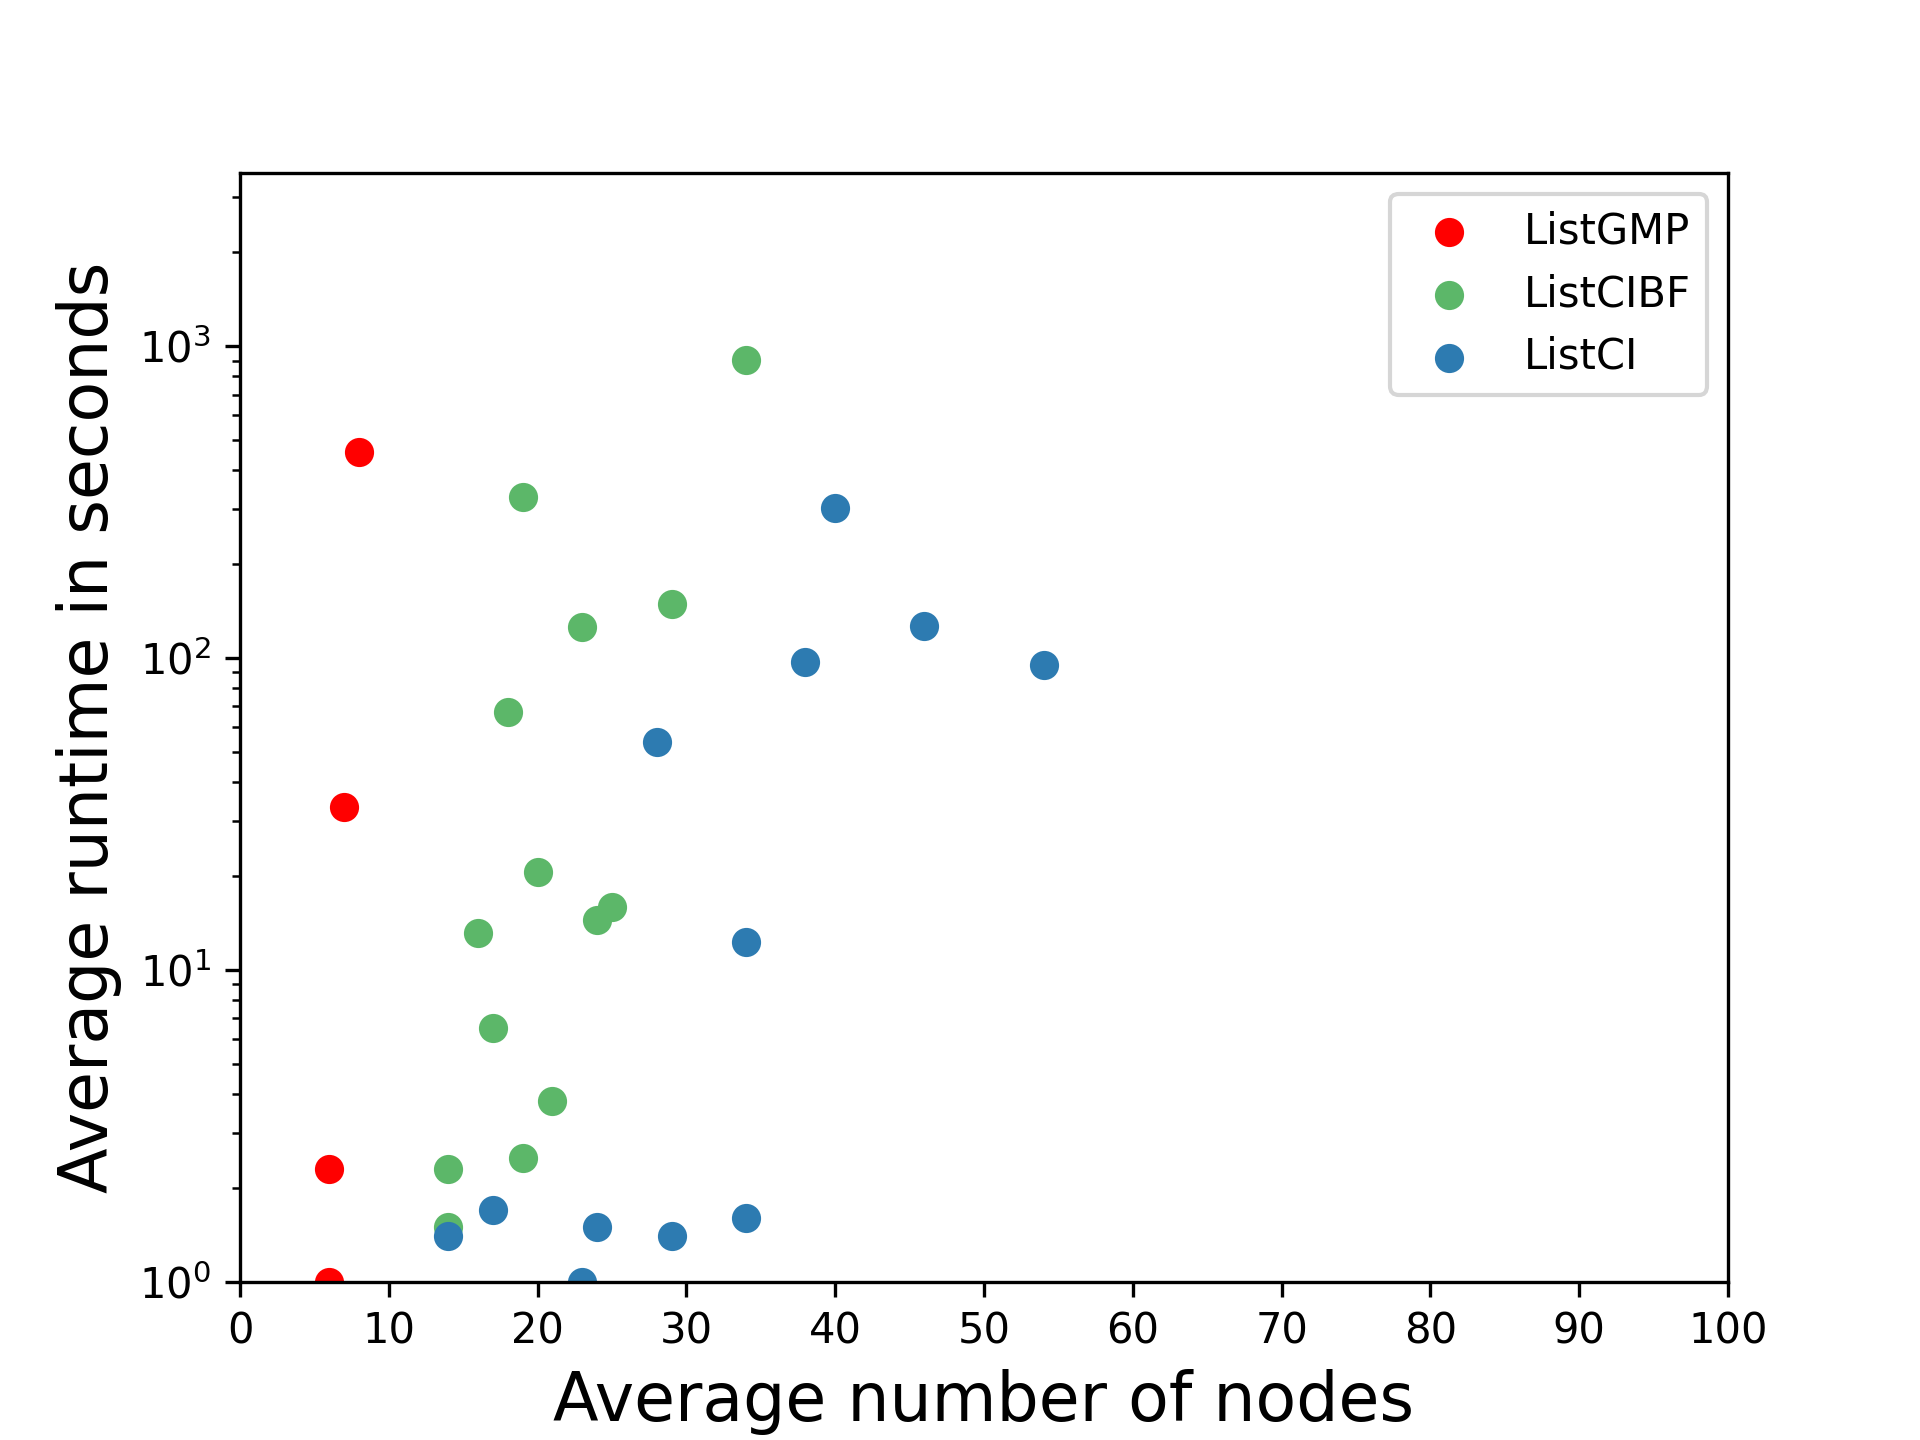 ListGMP
ListCIBF
ListCI
Average runtime in seconds
10³
10²
10¹
10⁰
0 10 20 30 40 50 60 70 80 90 100
Average number of nodes